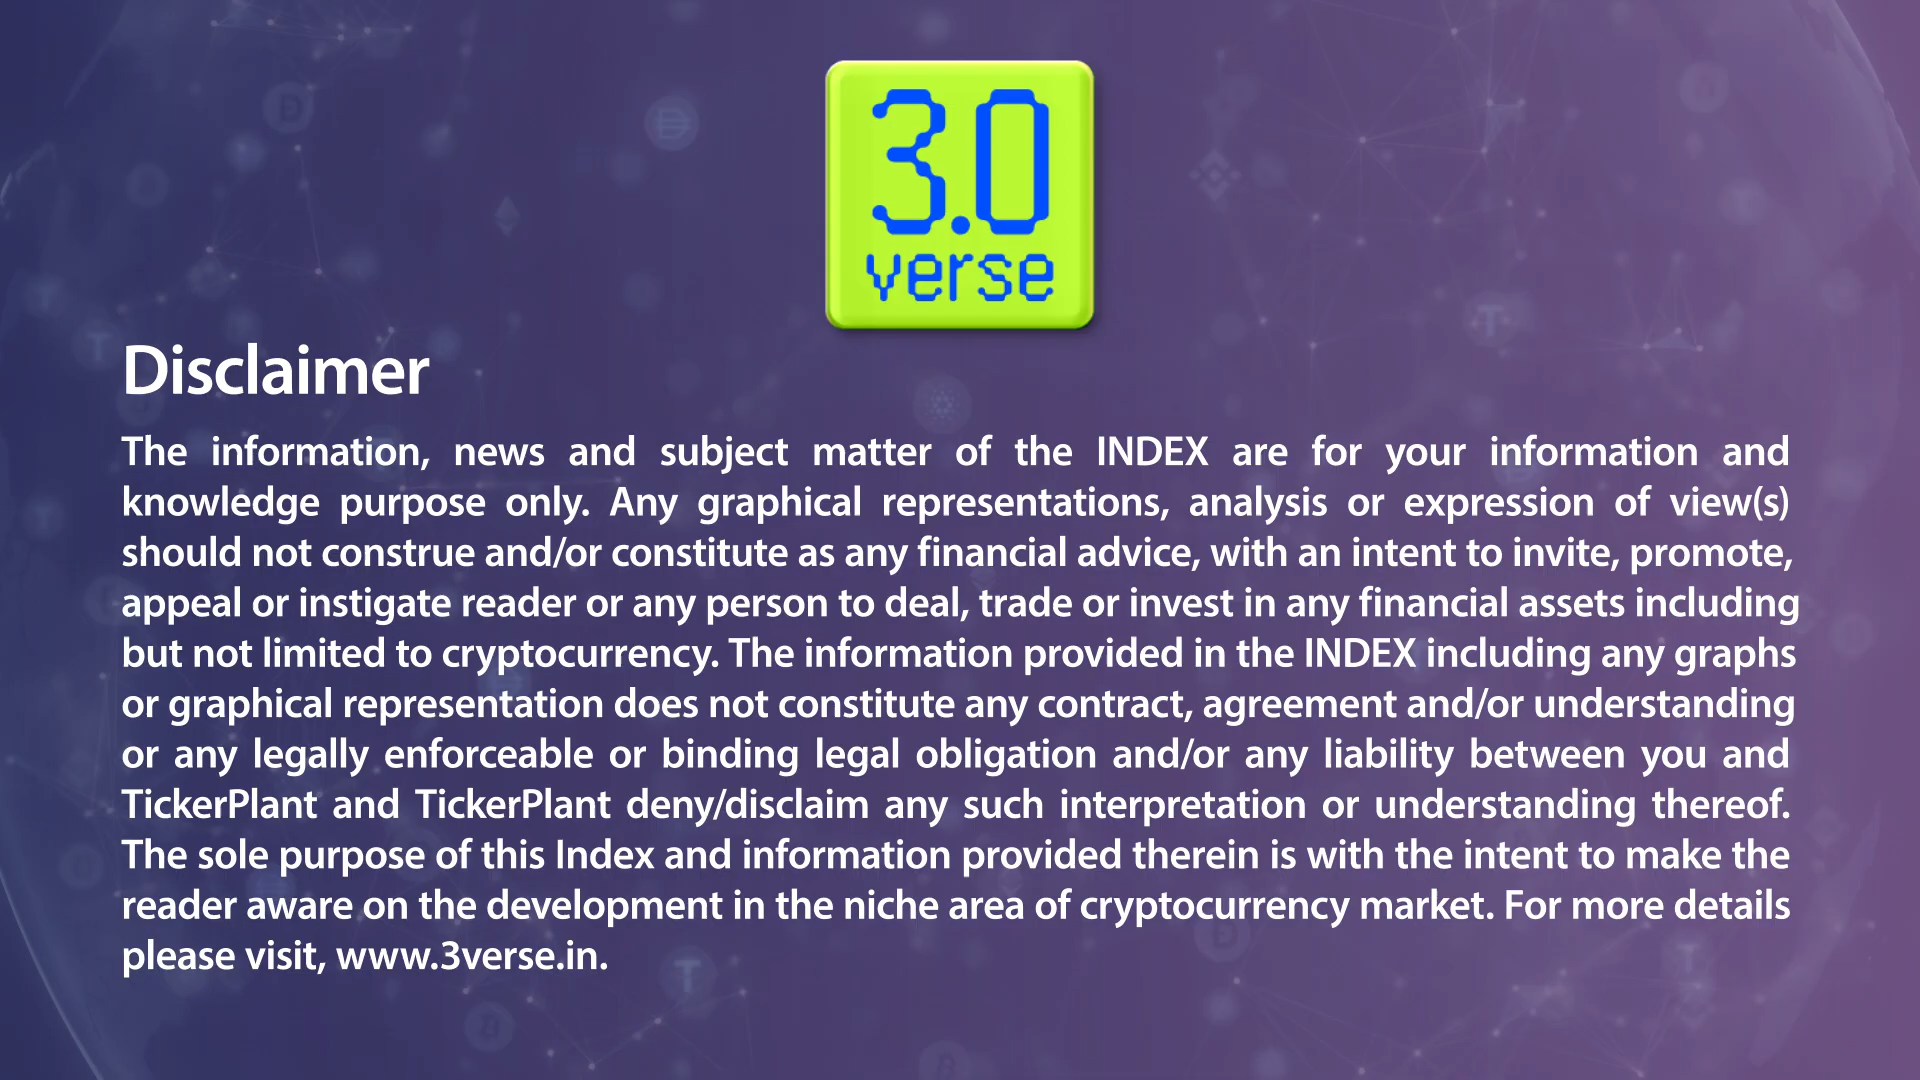 3.0
verse
Disclaimer
The information, news and subject matter of the INDEX are for your information and
knowledge purpose only. Any graphical representations, analysis or expression of view(s)
should not construe and/or constitute as any financial advice, with an intent to invite, promote,
appeal or instigate reader or any person to deal, trade or invest in any financial assets including
but not limited to cryptocurrency. The information provided in the INDEX including any graphs
or graphical representation does not constitute any contract, agreement and/or understanding
or any legally enforceable or binding legal obligation and/or any liability between you and
TickerPlant and TickerPlant deny/disclaim any such interpretation or understanding thereof.
The sole purpose of this Index and information provided therein is with the intent to make the
reader aware on the development in the niche area of cryptocurrency market. For more details
please visit, www.3verse.in.